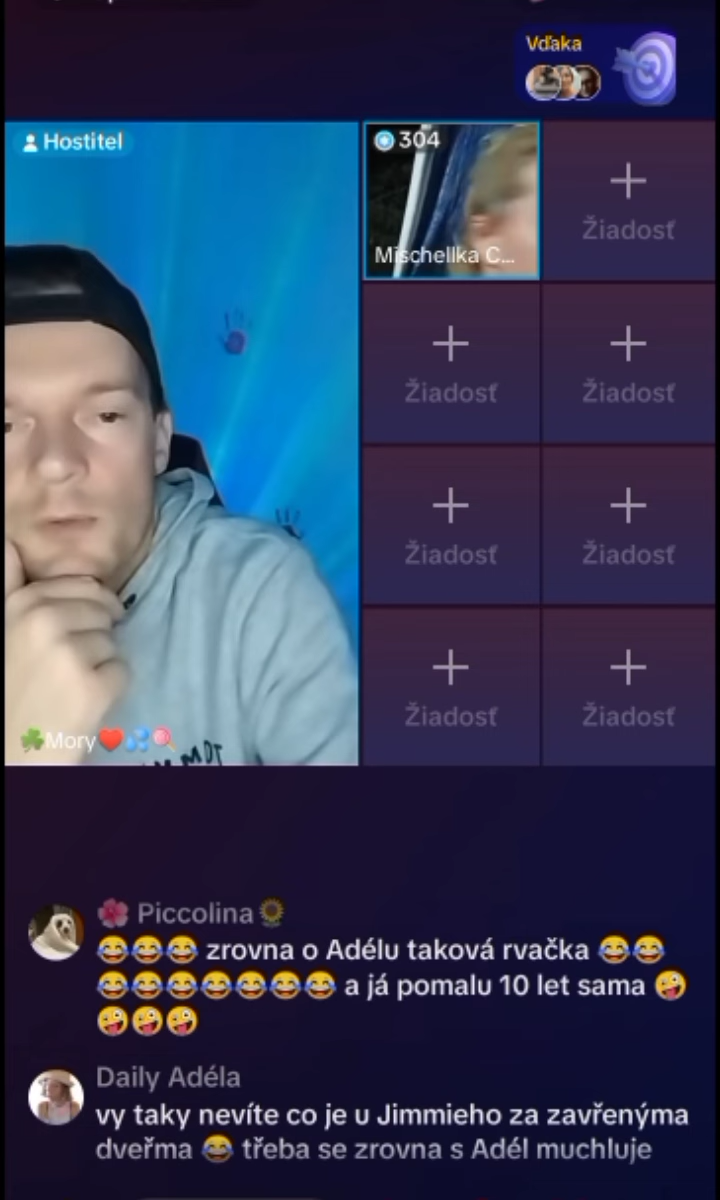 Vďaka
Hostiteľ
304
Mischellka C...
Žiadosť
Žiadosť
Žiadosť
Žiadosť
Žiadosť
Žiadosť
Žiadosť
☘️Mory❤️💦🍭
🌺 Piccolina🌻
😂😂😂 zrovna o Adélu taková rvačka 😂😂
😂😂😂😂😂😂😂 a já pomalu 10 let sama 🤪
🤪🤪🤪
Daily Adéla
vy taky nevíte co je u Jimmieho za zavřenýma
dveřma 😂 třeba se zrovna s Adél muchluje